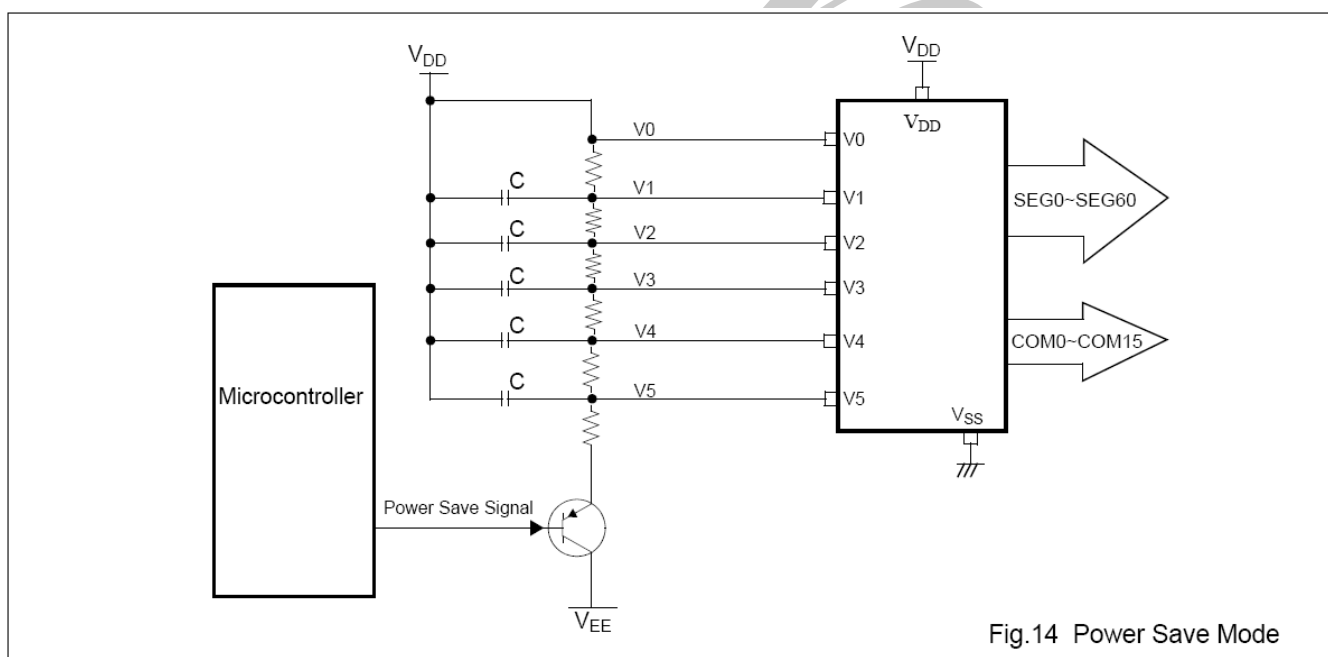 VDD
VDD
VDD
V0
V0
C
V1
V1
SEG0~SEG60
C
V2
V2
C
V3
V3
C
V4
V4
COM0~COM15
C
V5
V5
Microcontroller
VSS
Power Save Signal
VEE
Fig.14 Power Save Mode